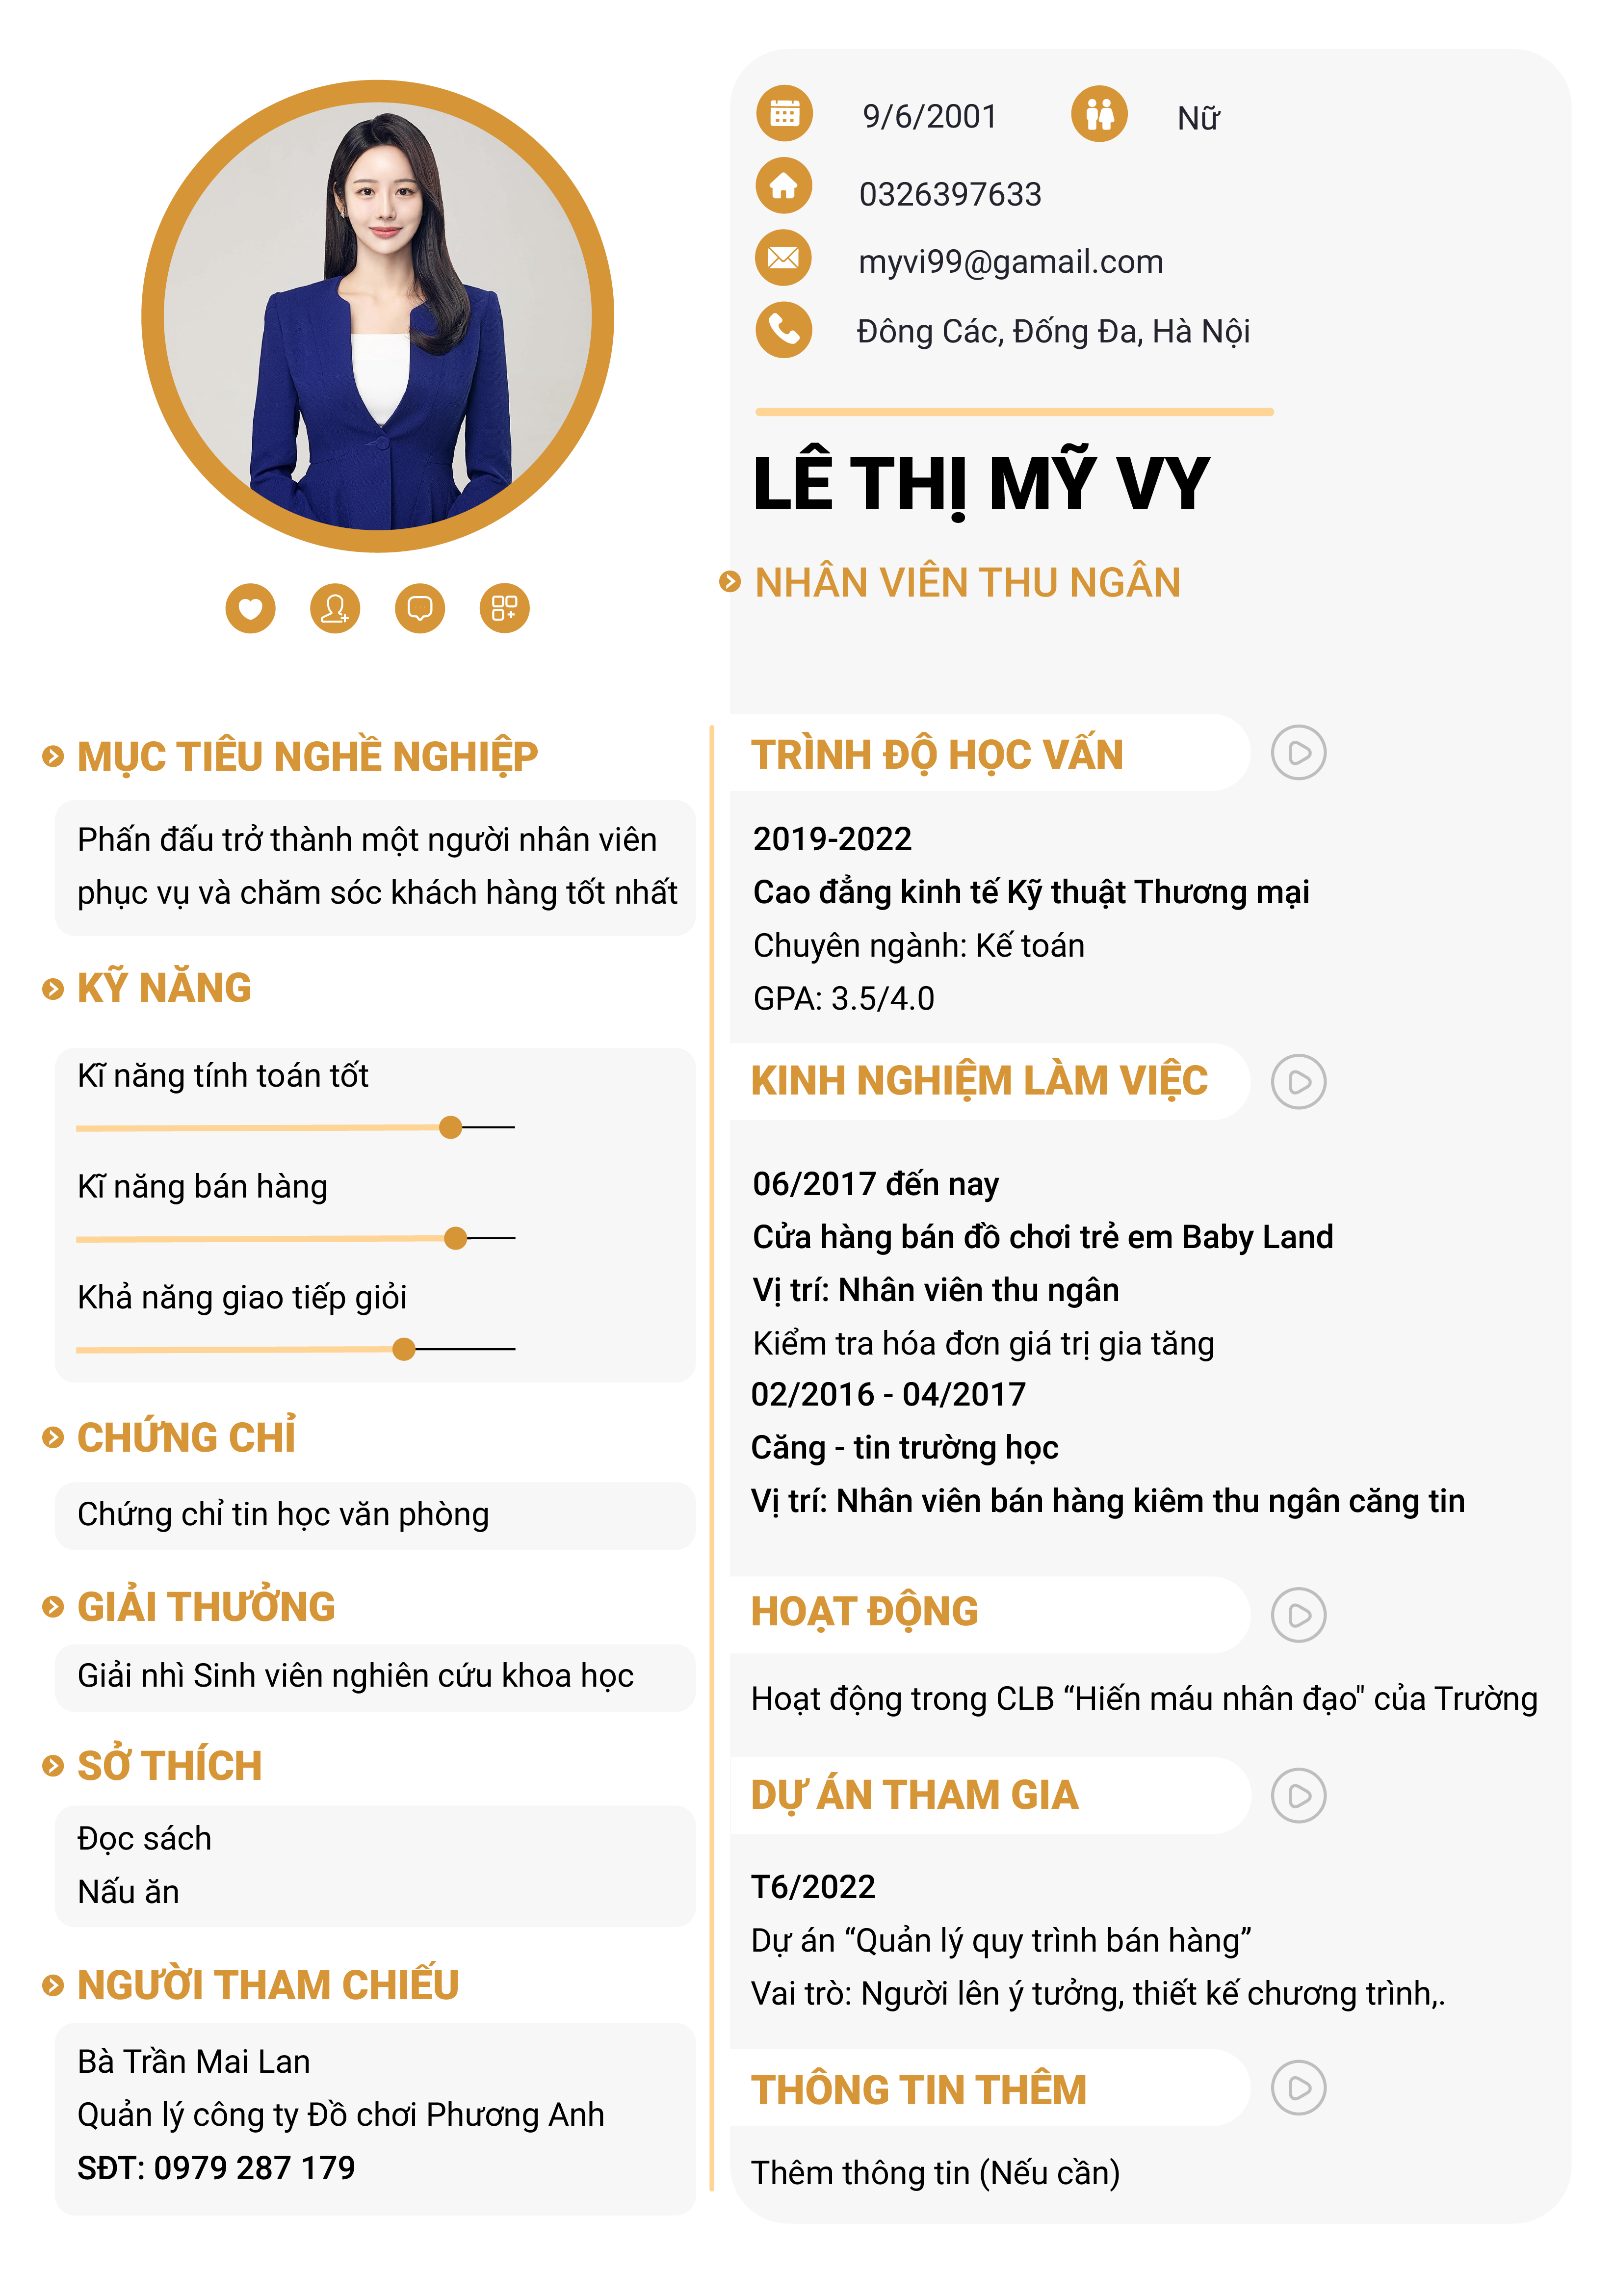 9/6/2001
Nữ
0326397633
myvi99@gamail.com
Đông Các, Đống Đa, Hà Nội
LÊ THỊ MỸ VY
NHÂN VIÊN THU NGÂN
MỤC TIÊU NGHỀ NGHIỆP
Phấn đấu trở thành một người nhân viên
phục vụ và chăm sóc khách hàng tốt nhất
KỸ NĂNG
Kĩ năng tính toán tốt
Kĩ năng bán hàng
Khả năng giao tiếp giỏi
CHỨNG CHỈ
Chứng chỉ tin học văn phòng
GIẢI THƯỞNG
Giải nhì Sinh viên nghiên cứu khoa học
SỞ THÍCH
Đọc sách
Nấu ăn
NGƯỜI THAM CHIẾU
Bà Trần Mai Lan
Quản lý công ty Đồ chơi Phương Anh
SĐT: 0979 287 179
TRÌNH ĐỘ HỌC VẤN
2019-2022
Cao đẳng kinh tế Kỹ thuật Thương mại
Chuyên ngành: Kế toán
GPA: 3.5/4.0
KINH NGHIỆM LÀM VIỆC
06/2017 đến nay
Cửa hàng bán đồ chơi trẻ em Baby Land
Vị trí: Nhân viên thu ngân
Kiểm tra hóa đơn giá trị gia tăng
02/2016 - 04/2017
Căng - tin trường học
Vị trí: Nhân viên bán hàng kiêm thu ngân căng tin
HOẠT ĐỘNG
Hoạt động trong CLB “Hiến máu nhân đạo" của Trường
DỰ ÁN THAM GIA
T6/2022
Dự án “Quản lý quy trình bán hàng”
Vai trò: Người lên ý tưởng, thiết kế chương trình,.
THÔNG TIN THÊM
Thêm thông tin (Nếu cần)